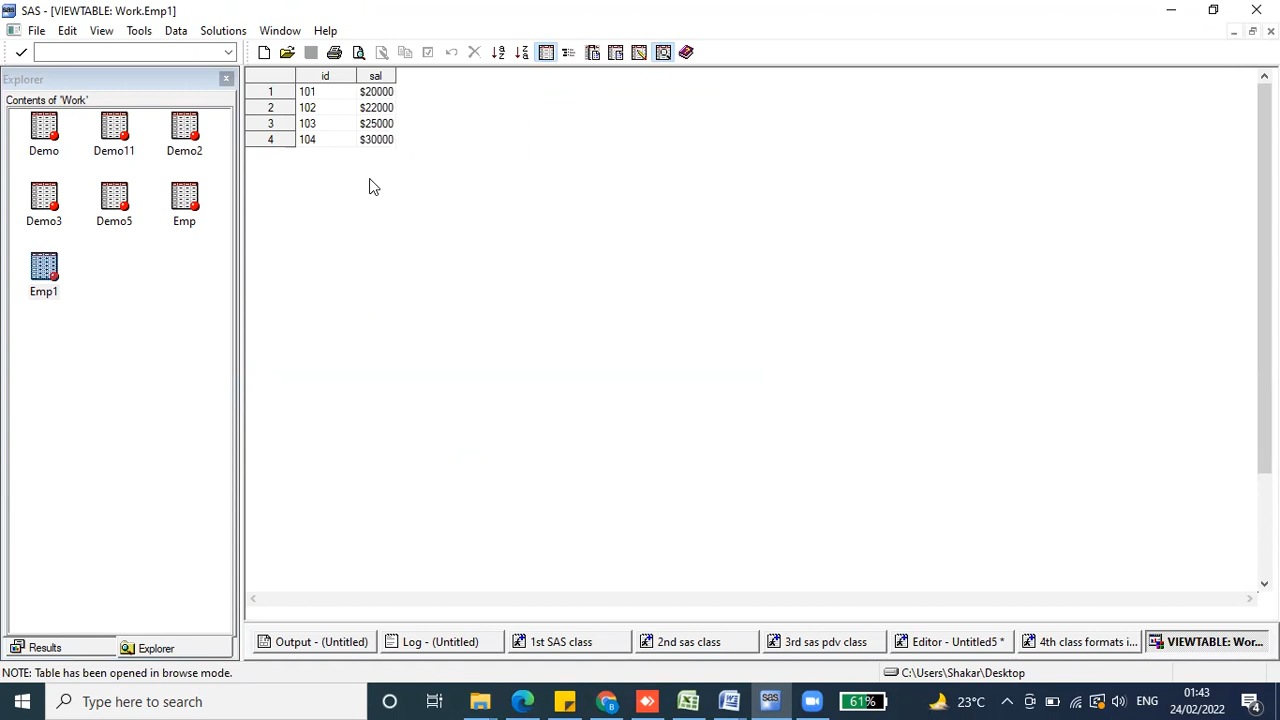 SAS - [VIEWTABLE: Work.Emp1]
File Edit View Tools Data Solutions Window Help
Explorer
Contents of 'Work'
Demo Demo11 Demo2
Demo3 Demo5 Emp
Emp1
id sal
1 101 $20000
2 102 $22000
3 103 $25000
4 104 $30000
Results Explorer
Output - (Untitled) Log - (Untitled) 1st SAS class 2nd sas class 3rd sas pdv class Editor - Untitled5 * 4th class formats i... VIEWTABLE: Wor...
NOTE: Table has been opened in browse mode. C:\Users\Shakar\Desktop
Type here to search 61% 23°C ENG 01:43
24/02/2022 4